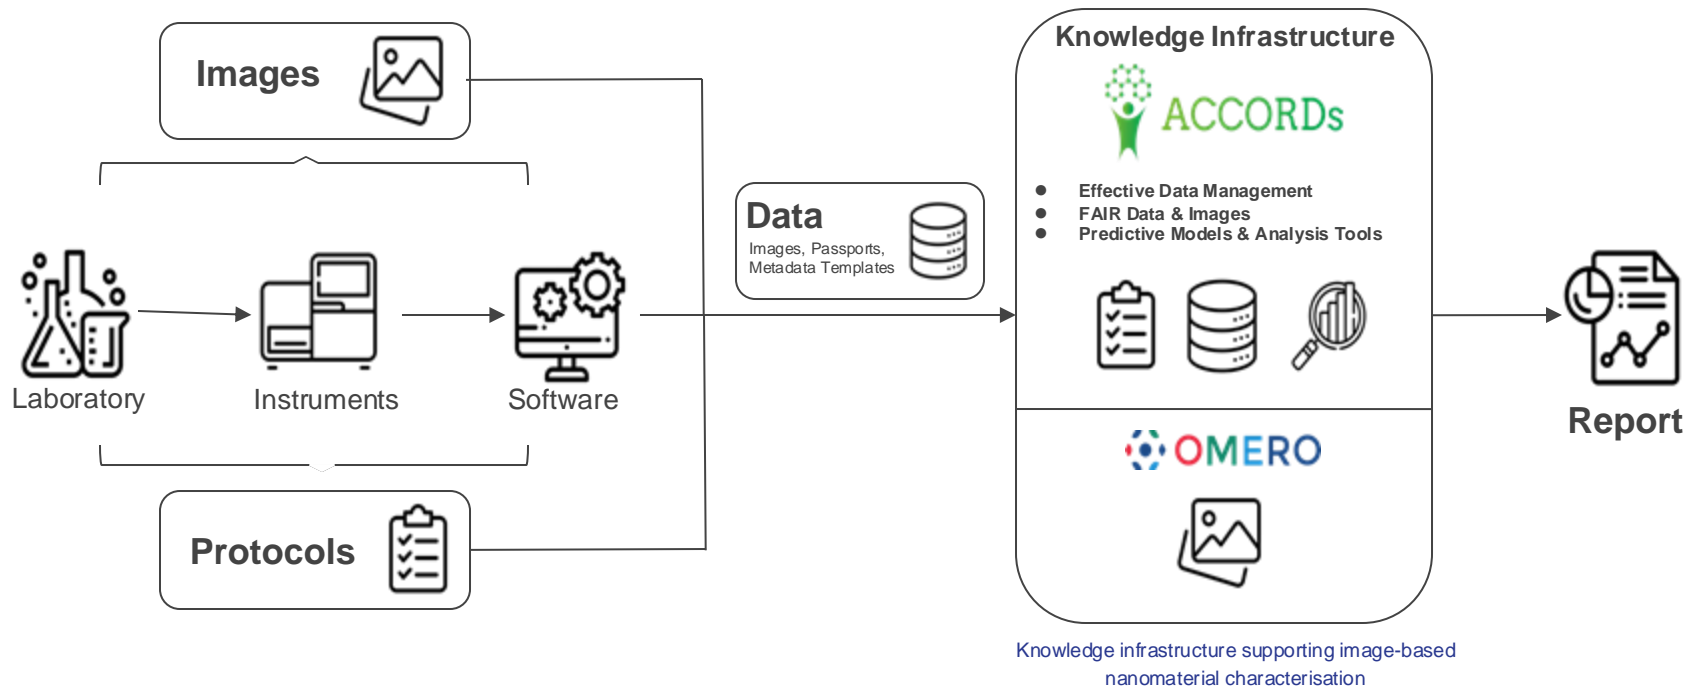 Images
Laboratory
Instruments
Software
Protocols
Data
Images, Passports,
Metadata Templates
Knowledge Infrastructure
ACCORDs
● Effective Data Management
● FAIR Data & Images
● Predictive Models & Analysis Tools
OMERO
Knowledge infrastructure supporting image-based
nanomaterial characterisation
Report